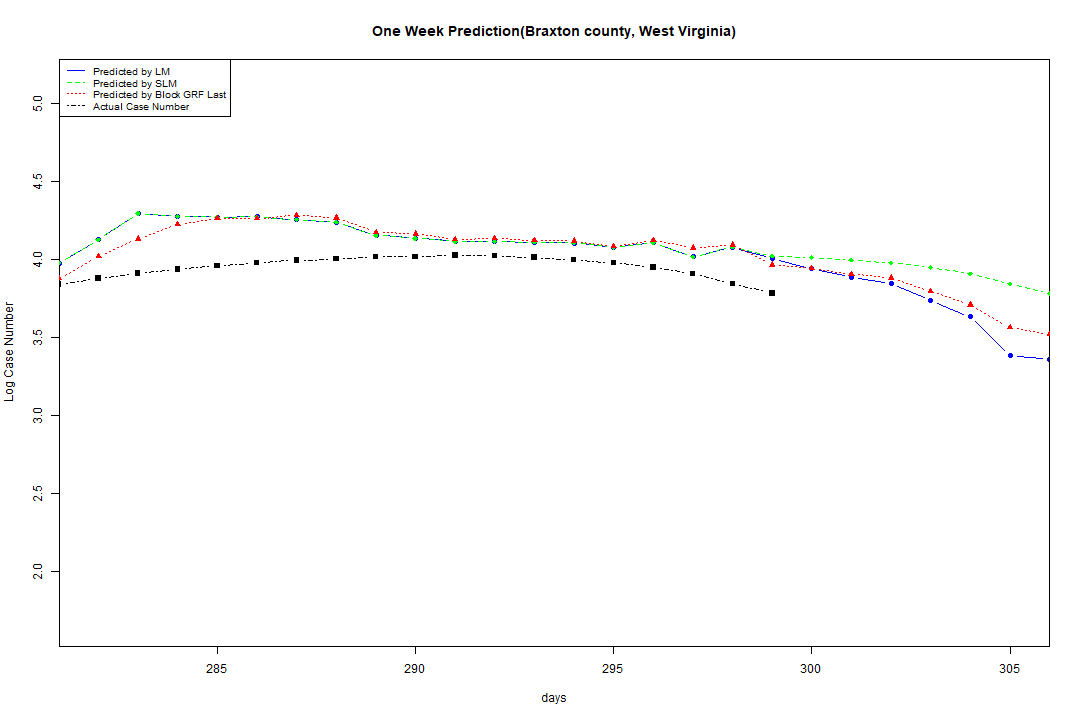 One Week Prediction(Braxton county, West Virginia)
Predicted by LM
Predicted by SLM
Predicted by Block GRF Last
Actual Case Number
5.0
4.5
4.0
3.5
3.0
2.5
2.0
Log Case Number
285 290 295 300 305
days